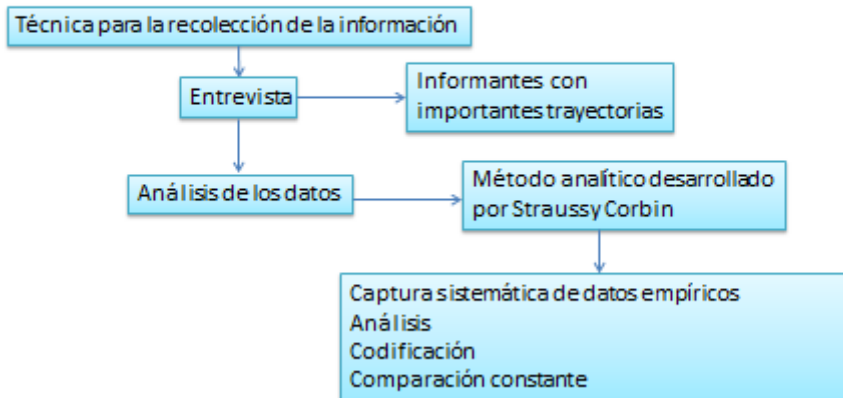 Técnica para la recolección de la información
Entrevista
Informantes con
importantes trayectorias
Análisis de los datos
Método analítico desarrollado
por Strauss y Corbin
Captura sistemática de datos empíricos
Análisis
Codificación
Comparación constante